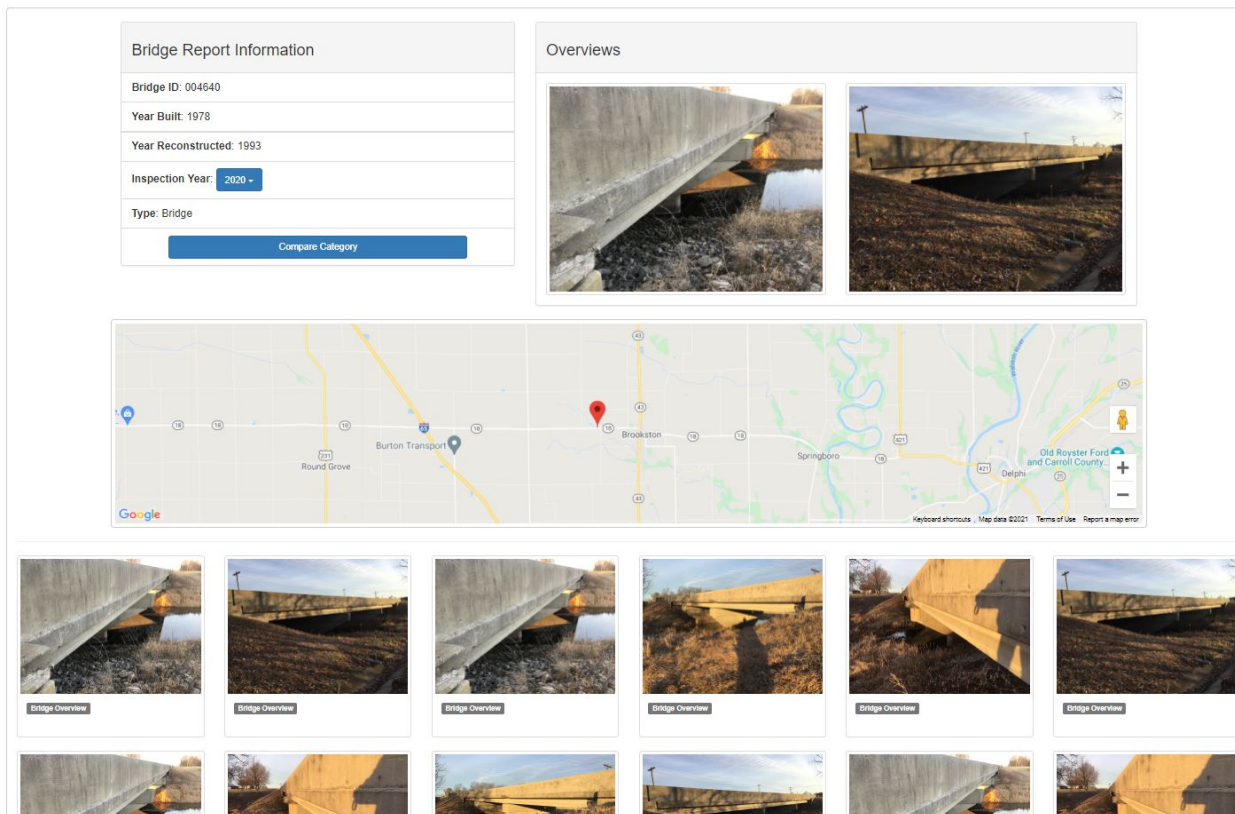 Bridge Report Information
Bridge ID: 004640
Year Built: 1978
Year Reconstructed: 1993
Inspection Year: 2020
Type: Bridge
Compare Category
Overviews
43
25
18
18
18
65
18
43
18
Brookston
18
18
421
Burton Transport
231
Round Grove
Springboro
18
Old Royster Ford
and Carroll County...
421
Delphi
25
43
Google
Keyboard shortcuts
Map data ©2021
Terms of Use
Report a map error
Bridge Overview
Bridge Overview
Bridge Overview
Bridge Overview
Bridge Overview
Bridge Overview